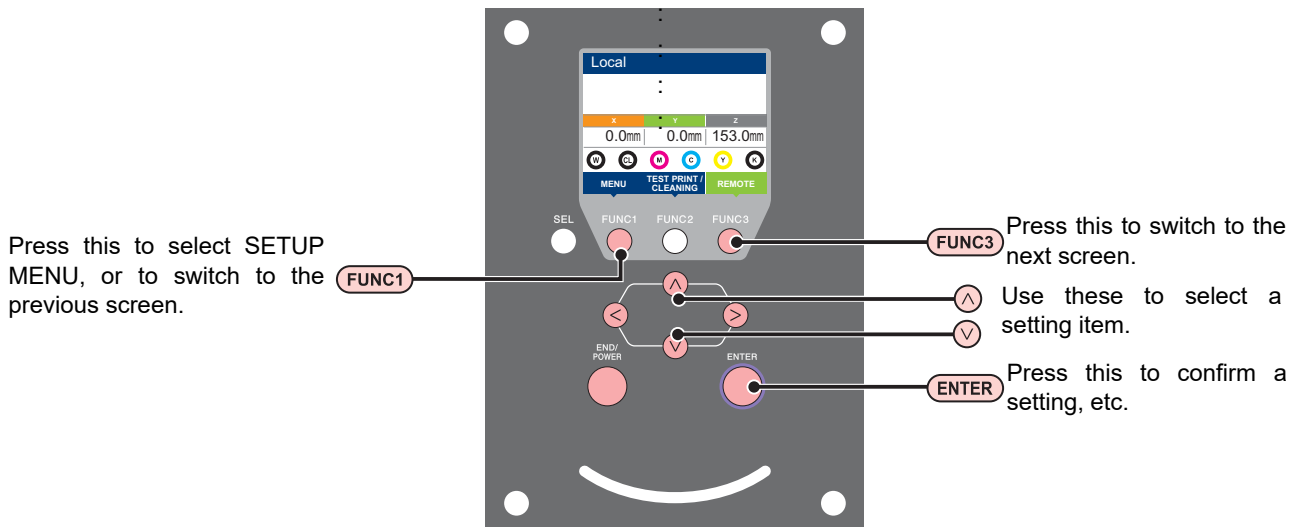 Local
X Y Z
0.0mm 0.0mm 153.0mm
W CL M C Y K
MENU TEST PRINT / CLEANING REMOTE
SEL FUNC1 FUNC2 FUNC3
Press this to select SETUP
MENU, or to switch to the
previous screen.
FUNC1
FUNC3
Press this to switch to the
next screen.
Use these to select a
setting item.
END/
POWER
ENTER
ENTER
Press this to confirm a
setting, etc.